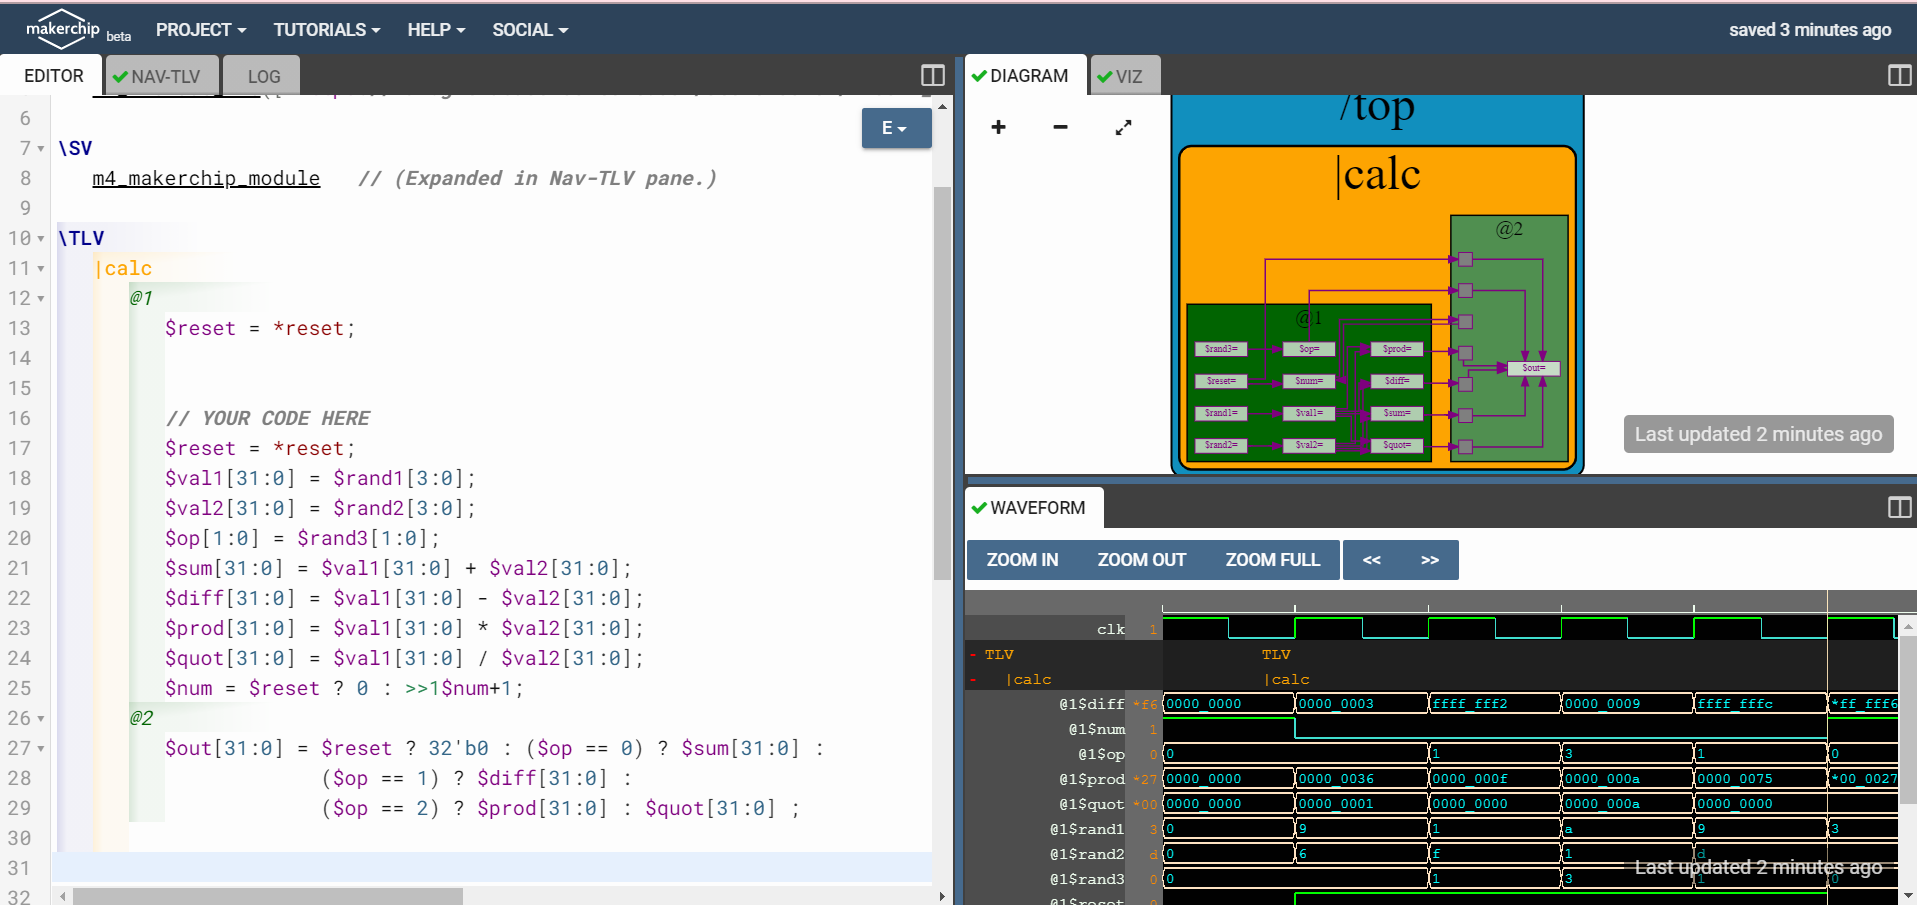 makerchip beta PROJECT TUTORIALS HELP SOCIAL saved 3 minutes ago
EDITOR NAV-TLV LOG
6
E
7 \SV
8 m4_makerchip_module // (Expanded in Nav-TLV pane.)
9
10 \TLV
11 |calc
12 @1
13 $reset = *reset;
14
15
16 // YOUR CODE HERE
17 $reset = *reset;
18 $val1[31:0] = $rand1[3:0];
19 $val2[31:0] = $rand2[3:0];
20 $op[1:0] = $rand3[1:0];
21 $sum[31:0] = $val1[31:0] + $val2[31:0];
22 $diff[31:0] = $val1[31:0] - $val2[31:0];
23 $prod[31:0] = $val1[31:0] * $val2[31:0];
24 $quot[31:0] = $val1[31:0] / $val2[31:0];
25 $num = $reset ? 0 : >>1$num+1;
26 @2
27 $out[31:0] = $reset ? 32'b0 : ($op == 0) ? $sum[31:0] :
28 ($op == 1) ? $diff[31:0] :
29 ($op == 2) ? $prod[31:0] : $quot[31:0] ;
30
31
32
DIAGRAM VIZ
/top
|calc
@2
@1
$rand3= $op= $prod=
$out=
$reset= $num= $diff=
$rand1= $val1= $sum=
$rand2= $val2= $quot=
Last updated 2 minutes ago
WAVEFORM
ZOOM IN ZOOM OUT ZOOM FULL << >>
clk 1
- TLV TLV
- |calc |calc
@1$diff *f6 0000_0000 0000_0003 ffff_fff2 0000_0009 ffff_fffc *ff_fff6
@1$num 1
@1$op 0 0 1 3 1 0
@1$prod *27 0000_0000 0000_0036 0000_000f 0000_000a 0000_0075 *00_0027
@1$quot *00 0000_0000 0000_0001 0000_0000 0000_000a 0000_0000
@1$rand1 3 0 9 1 a 9 3
@1$rand2 d 0 6 f 1 d
Last updated 2 minutes ago
@1$rand3 0 0 1 3 1 0
@1$reset 0